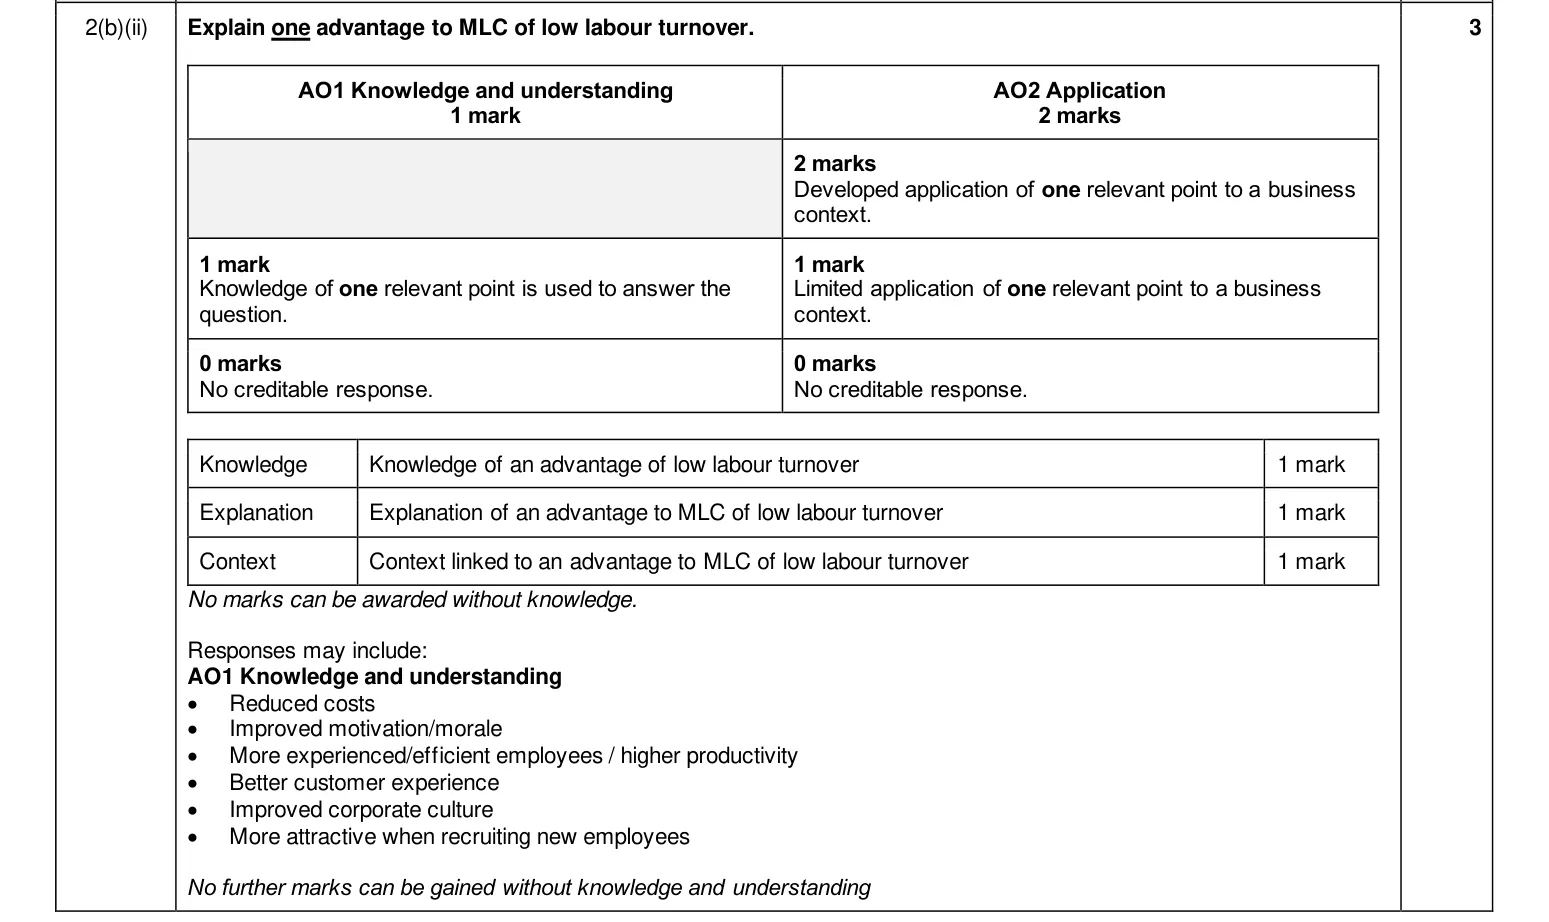 2(b)(ii)
Explain one advantage to MLC of low labour turnover.
3
AO1 Knowledge and understanding
1 mark
AO2 Application
2 marks
2 marks
Developed application of one relevant point to a business
context.
1 mark
Knowledge of one relevant point is used to answer the
question.
1 mark
Limited application of one relevant point to a business
context.
0 marks
No creditable response.
0 marks
No creditable response.
Knowledge
Knowledge of an advantage of low labour turnover
1 mark
Explanation
Explanation of an advantage to MLC of low labour turnover
1 mark
Context
Context linked to an advantage to MLC of low labour turnover
1 mark
No marks can be awarded without knowledge.
Responses may include:
AO1 Knowledge and understanding
• Reduced costs
• Improved motivation/morale
• More experienced/efficient employees / higher productivity
• Better customer experience
• Improved corporate culture
• More attractive when recruiting new employees
No further marks can be gained without knowledge and understanding